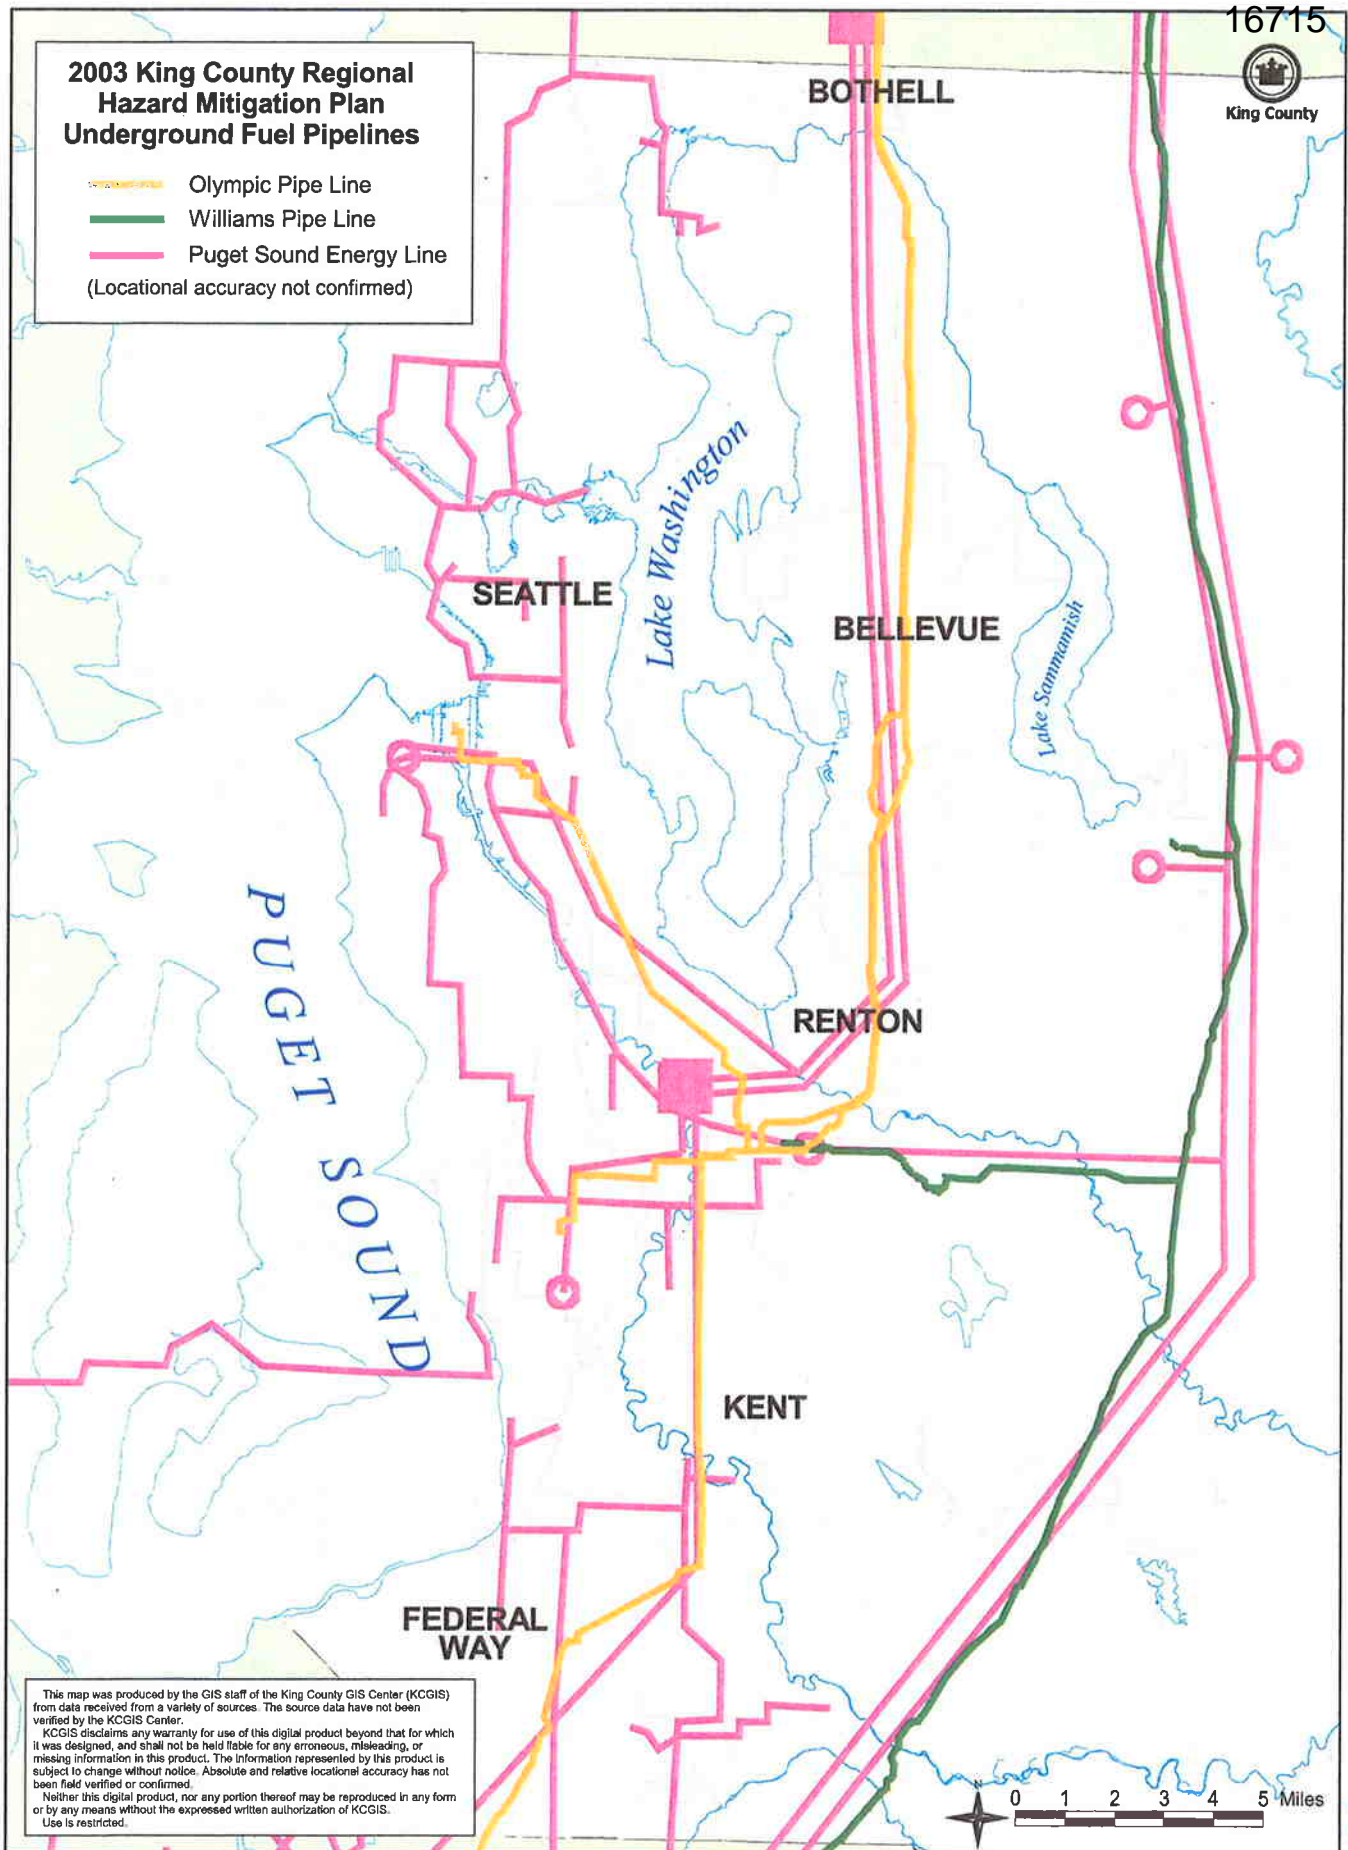 16715
King County
2003 King County Regional
Hazard Mitigation Plan
Underground Fuel Pipelines
Olympic Pipe Line
Williams Pipe Line
Puget Sound Energy Line
(Locational accuracy not confirmed)
BOTHELL
Lake Washington
SEATTLE
BELLEVUE
Lake Sammamish
PUGET SOUND
RENTON
KENT
FEDERAL
WAY
This map was produced by the GIS staff of the King County GIS Center (KCGIS)
from data received from a variety of sources. The source data have not been
verified by the KCGIS Center.
KCGIS disclaims any warranty for use of this digital product beyond that for which
it was designed, and shall not be held liable for any erroneous, misleading, or
missing information in this product. The information represented by this product is
subject to change without notice. Absolute and relative locational accuracy has not
been field verified or confirmed.
Neither this digital product, nor any portion thereof may be reproduced in any form
or by any means without the expressed written authorization of KCGIS.
Use is restricted.
N
0 1 2 3 4 5 Miles